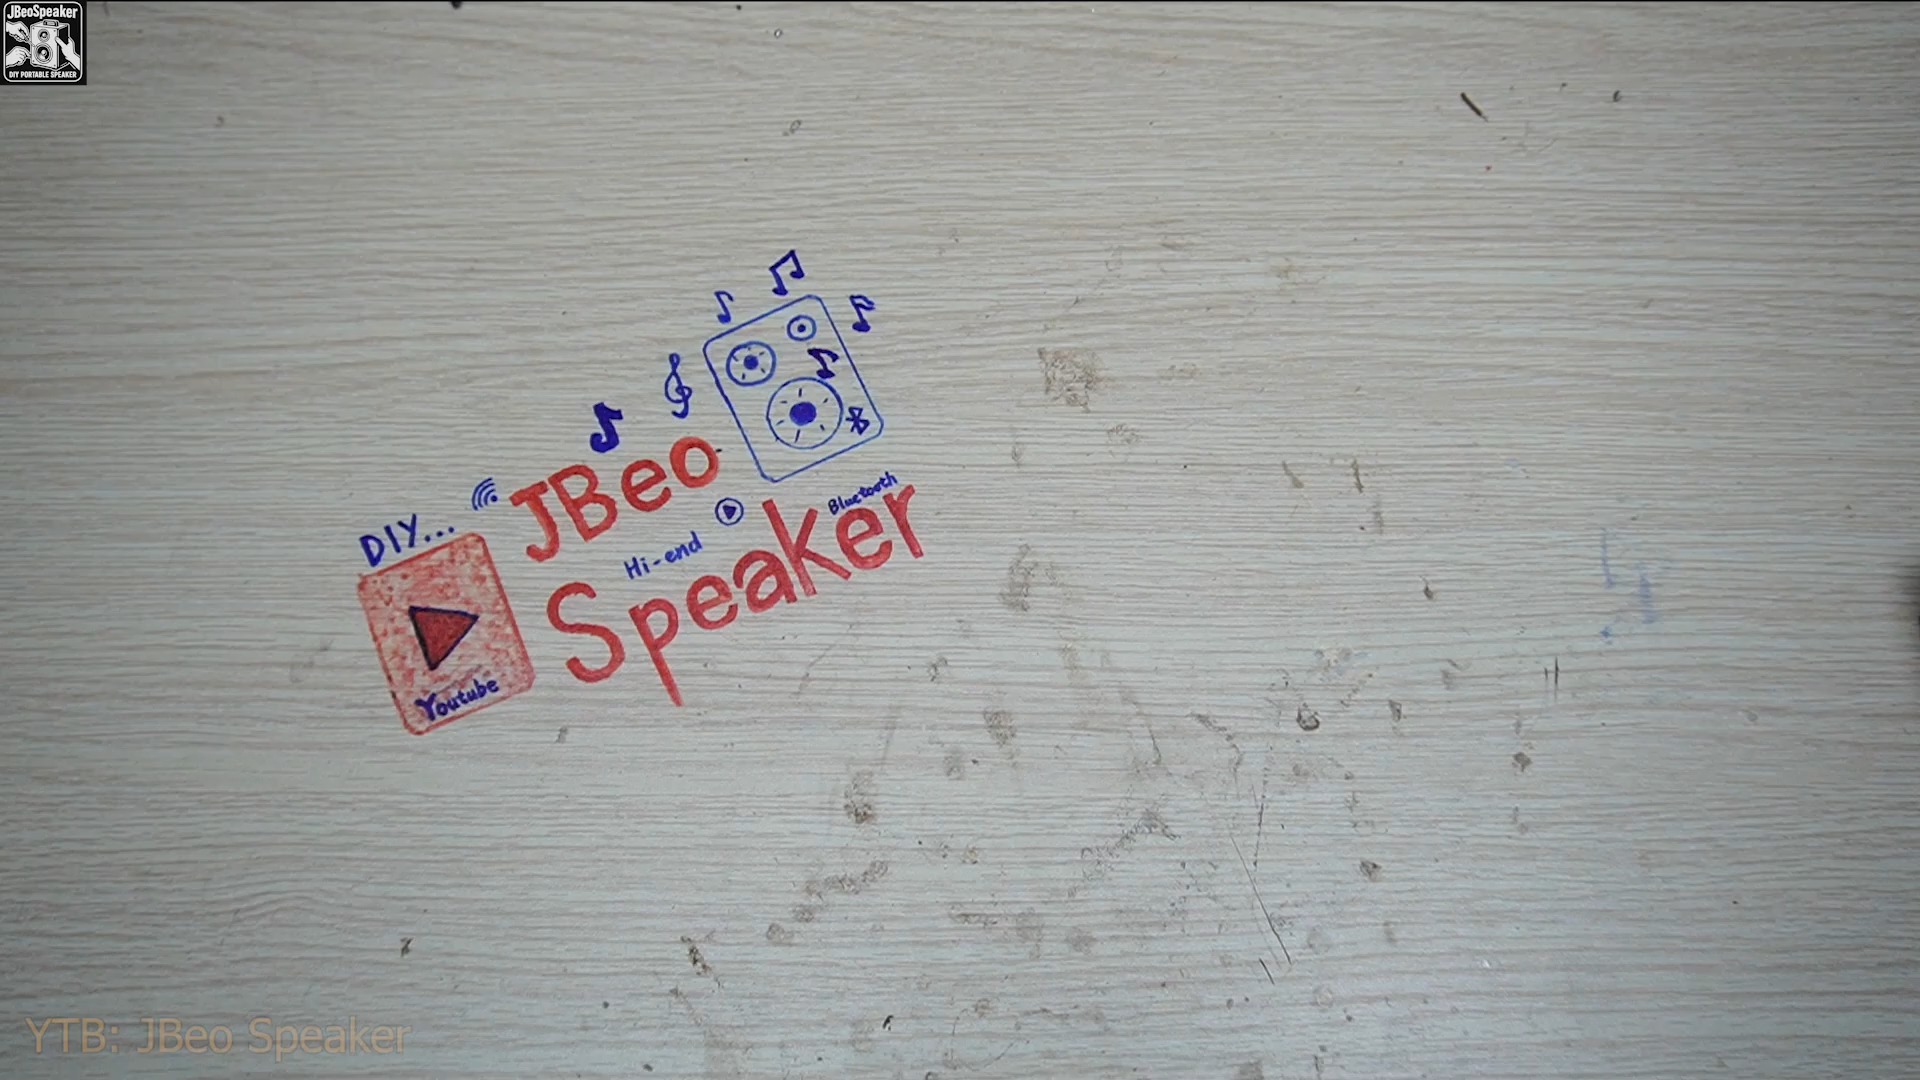 JBeoSpeaker
DIY PORTABLE SPEAKER
DIY...
JBeo
Hi-end
Bluetooth
Speaker
Youtube
YTB: JBeo Speaker